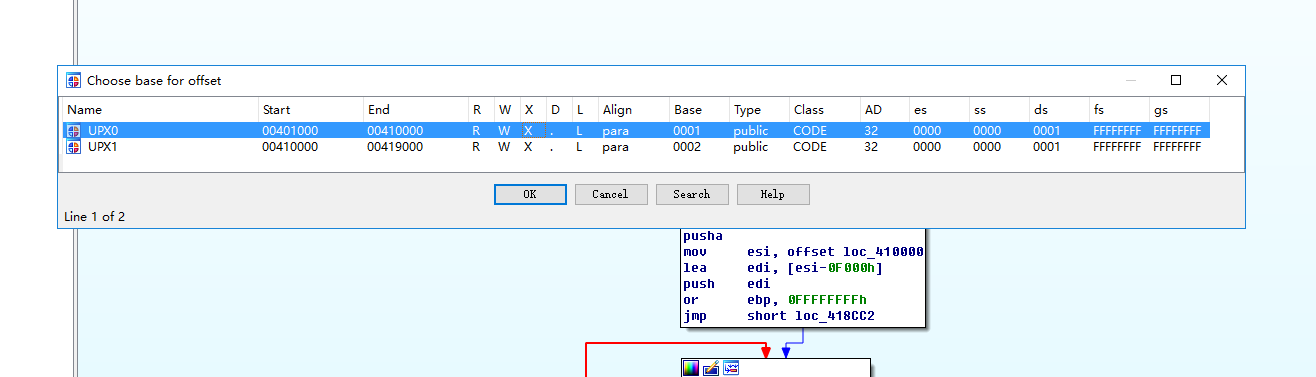 Choose base for offset
Name Start End R W X D L Align Base Type Class AD es ss ds fs gs
UPX0 00401000 00410000 R W X . L para 0001 public CODE 32 0000 0000 0001 FFFFFFFF FFFFFFFF
UPX1 00410000 00419000 R W X . L para 0002 public CODE 32 0000 0000 0001 FFFFFFFF FFFFFFFF
OK Cancel Search Help
Line 1 of 2
pusha
mov esi, offset loc_410000
lea edi, [esi-0F000h]
push edi
or ebp, 0FFFFFFFFh
jmp short loc_418CC2